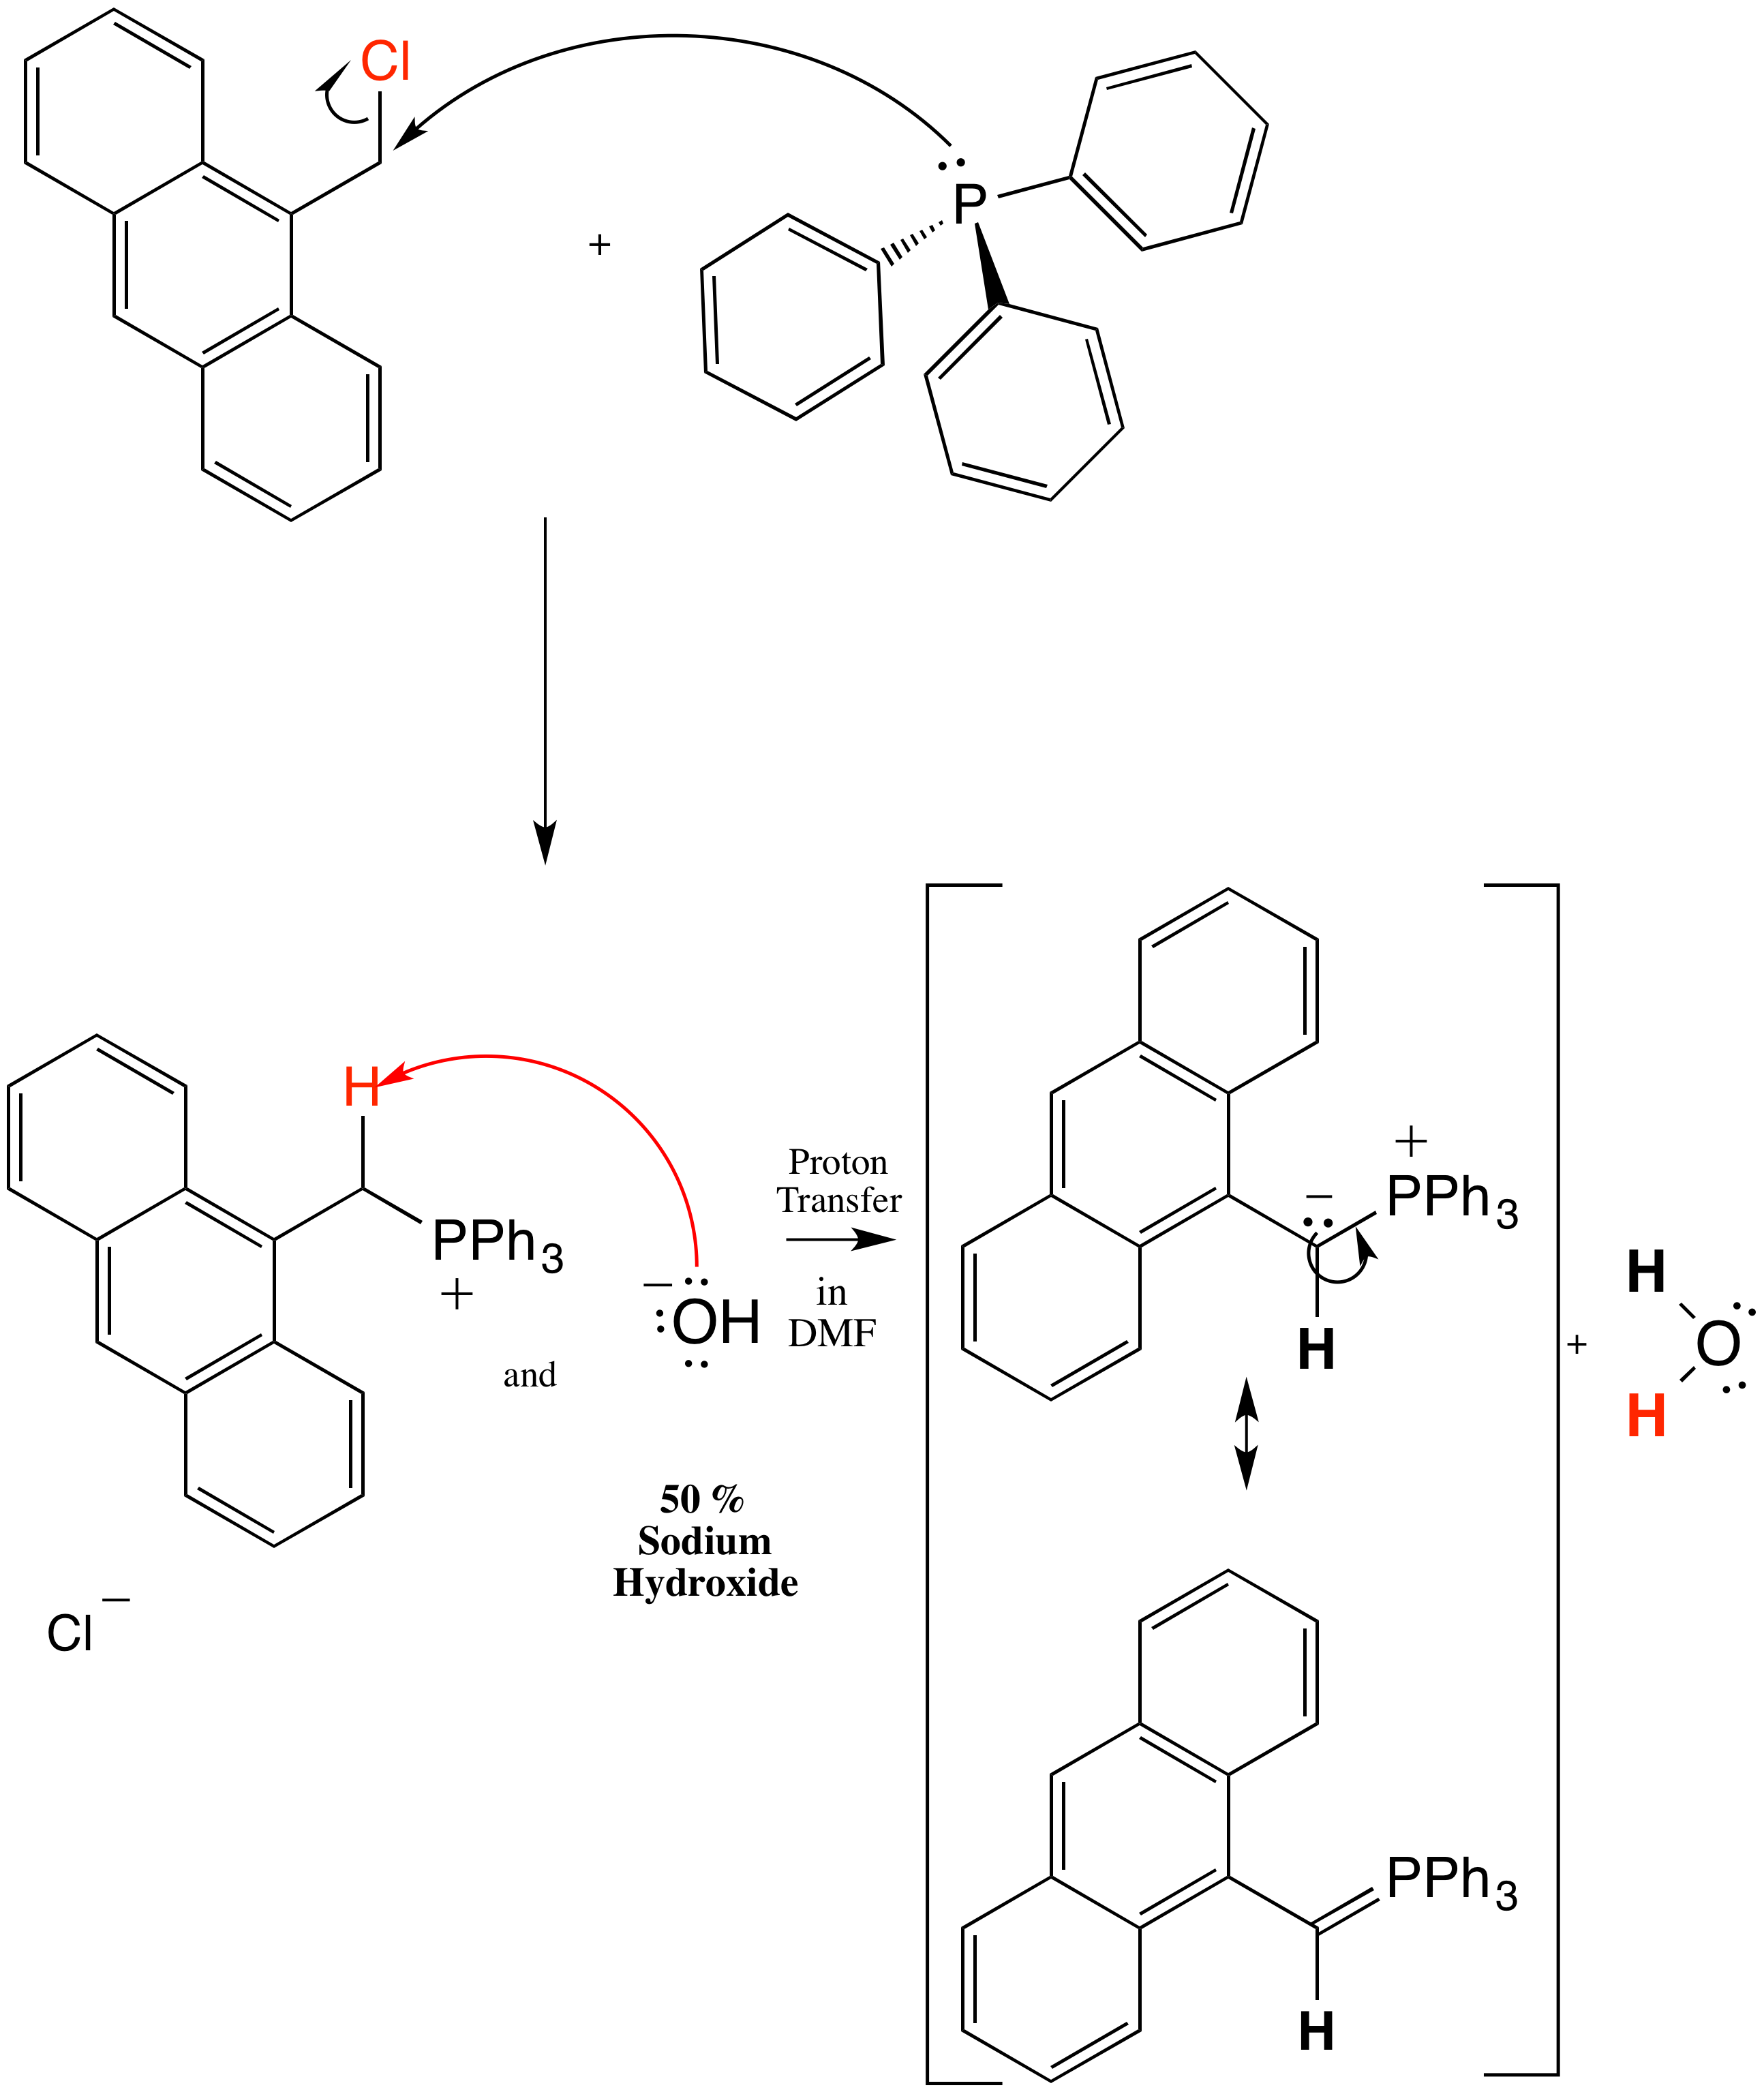 Cl
P
+
H
PPh3
+
and
−
:OH
Proton
Transfer
in
DMF
50 %
Sodium
Hydroxide
Cl −
+
−
PPh3
H
PPh3
H
+
H
O
H